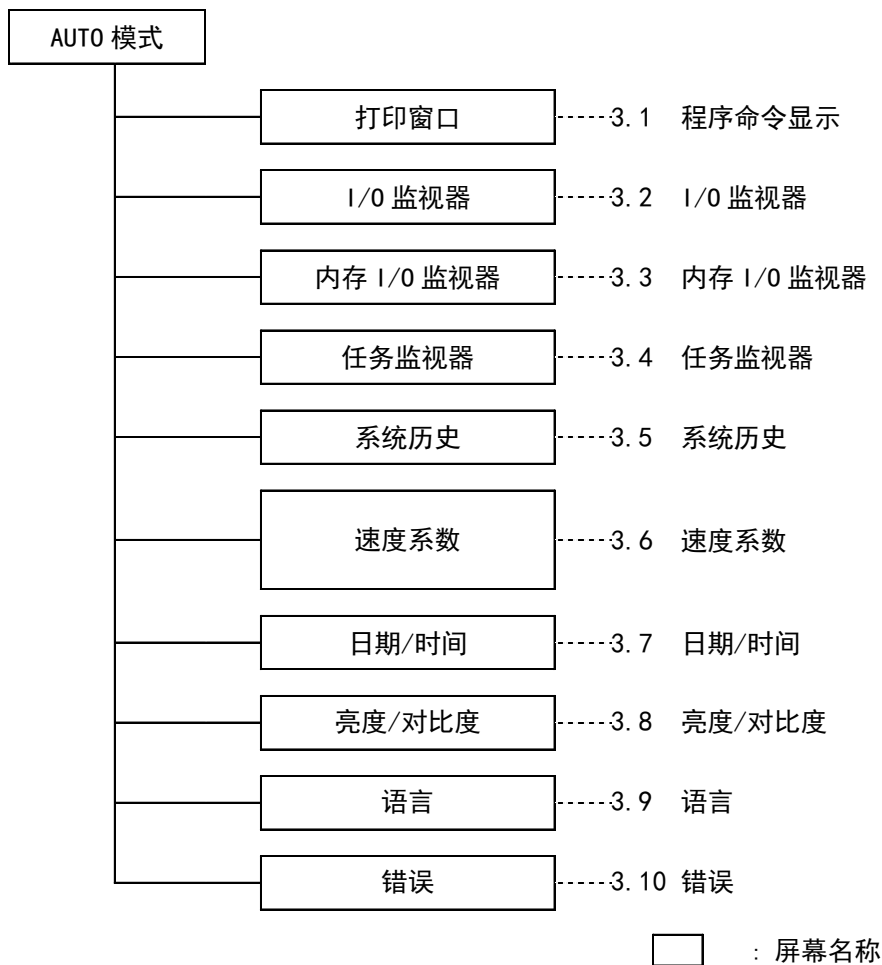 AUTO 模式
打印窗口 3.1 程序命令显示
I/O 监视器 3.2 I/O 监视器
内存 I/O 监视器 3.3 内存 I/O 监视器
任务监视器 3.4 任务监视器
系统历史 3.5 系统历史
速度系数 3.6 速度系数
日期/时间 3.7 日期/时间
亮度/对比度 3.8 亮度/对比度
语言 3.9 语言
错误 3.10 错误
: 屏幕名称